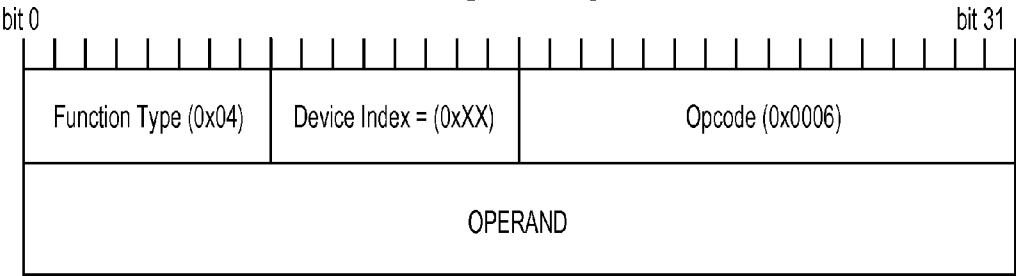 bit 0 bit 31
Function Type (0x04) Device Index = (0xXX) Opcode (0x0006)
OPERAND